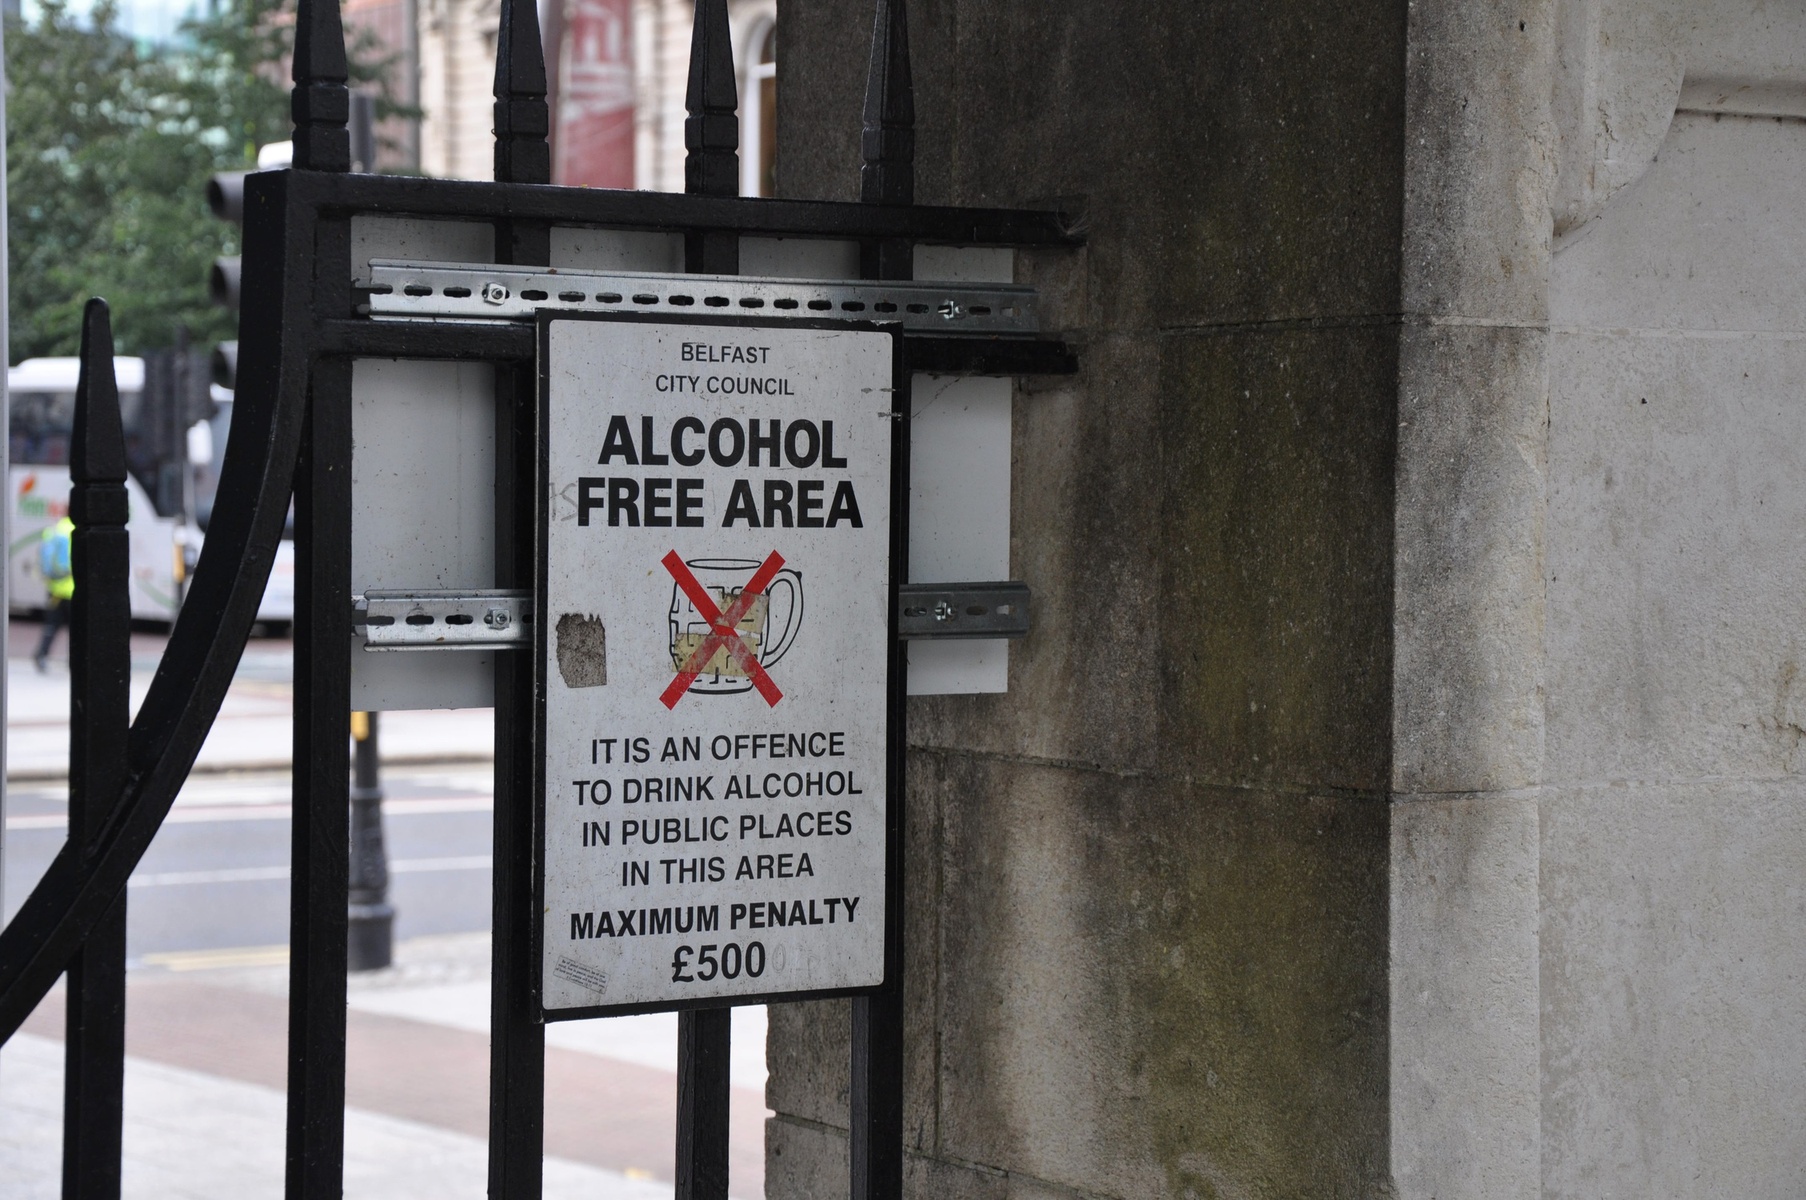 BELFAST
CITY COUNCIL
ALCOHOL
FREE AREA
IT IS AN OFFENCE
TO DRINK ALCOHOL
IN PUBLIC PLACES
IN THIS AREA
MAXIMUM PENALTY
£500